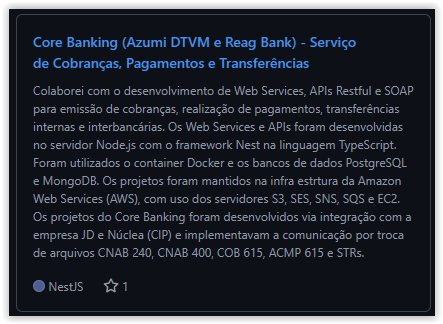 Core Banking (Azumi DTVM e Reag Bank) - Serviço
de Cobranças, Pagamentos e Transferências
Colaborei com o desenvolvimento de Web Services, APIs Restful e SOAP
para emissão de cobranças, realização de pagamentos, transferências
internas e interbancárias. Os Web Services e APIs foram desenvolvidas
no servidor Node.js com o framework Nest na linguagem TypeScript.
Foram utilizados o container Docker e os bancos de dados PostgreSQL
e MongoDB. Os projetos foram mantidos na infra estrtura da Amazon
Web Services (AWS), com uso dos servidores S3, SES, SNS, SQS e EC2.
Os projetos do Core Banking foram desenvolvidos via integração com a
empresa JD e Núclea (CIP) e implementavam a comunicação por troca
de arquivos CNAB 240, CNAB 400, COB 615, ACMP 615 e STRs.
NestJS 1